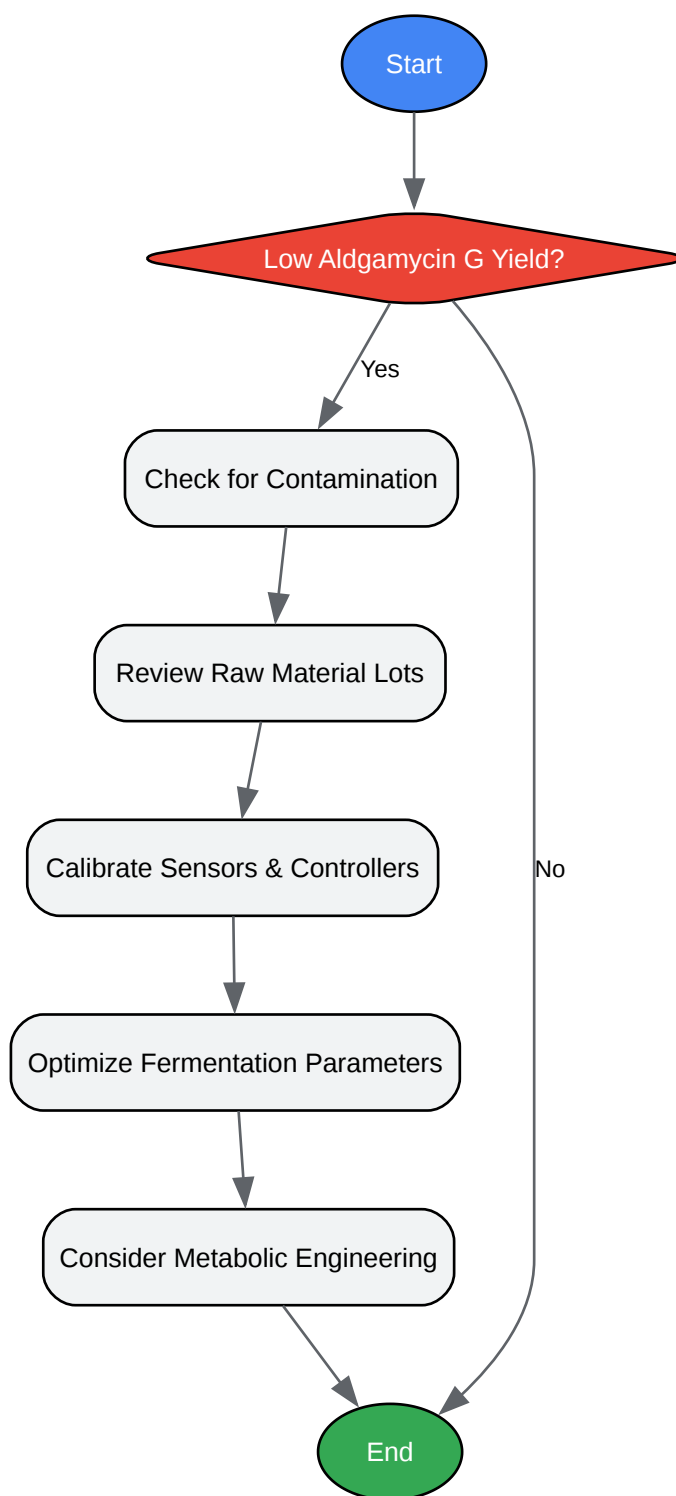 Start
Low Aldgamycin G Yield?
Yes
Check for Contamination
Review Raw Material Lots
Calibrate Sensors & Controllers
No
Optimize Fermentation Parameters
Consider Metabolic Engineering
End